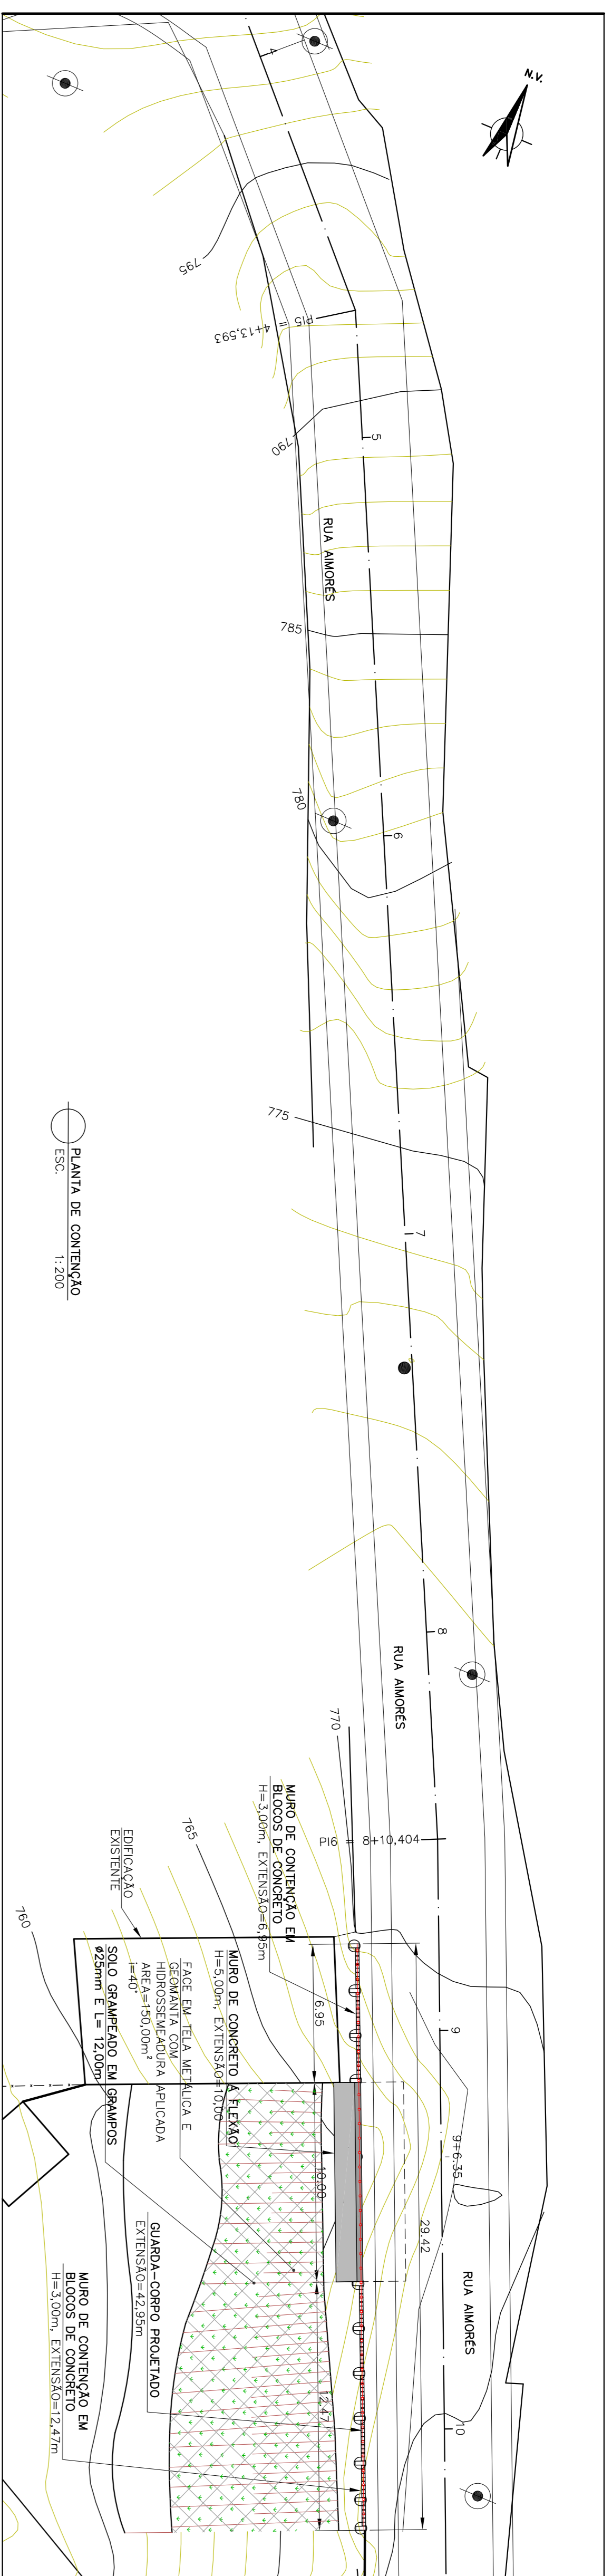 N.V.
4
795
PI5 = 4+13,593
790
5
RUA AIMORÉS
785
780
6
775
7
PLANTA DE CONTENÇÃO
ESC. 1:200
8
RUA AIMORÉS
770
PI6 = 8+10,404
MURO DE CONTENÇÃO EM
BLOCOS DE CONCRETO
H=3,00m, EXTENSÃO=6,95m
765
EDIFICAÇÃO
EXISTENTE
760
6.95
9
MURO DE CONCRETO À FLEXÃO
H=5,00m, EXTENSÃO=10,00
FACE EM TELA METÁLICA E
GEOMANTA COM
HIDROSSEMEADURA APLICADA
AREA=150,00m²
i=40°
SOLO GRAMPEADO EM GRAMPOS
ø25mm E L= 12,00m
9+6.35
10.00
29.42
RUA AIMORÉS
GUARDA-CORPO PROJETADO
EXTENSÃO=42,95m
12.47
MURO DE CONTENÇÃO EM
BLOCOS DE CONCRETO
H=3,00m, EXTENSÃO=12,47m
10